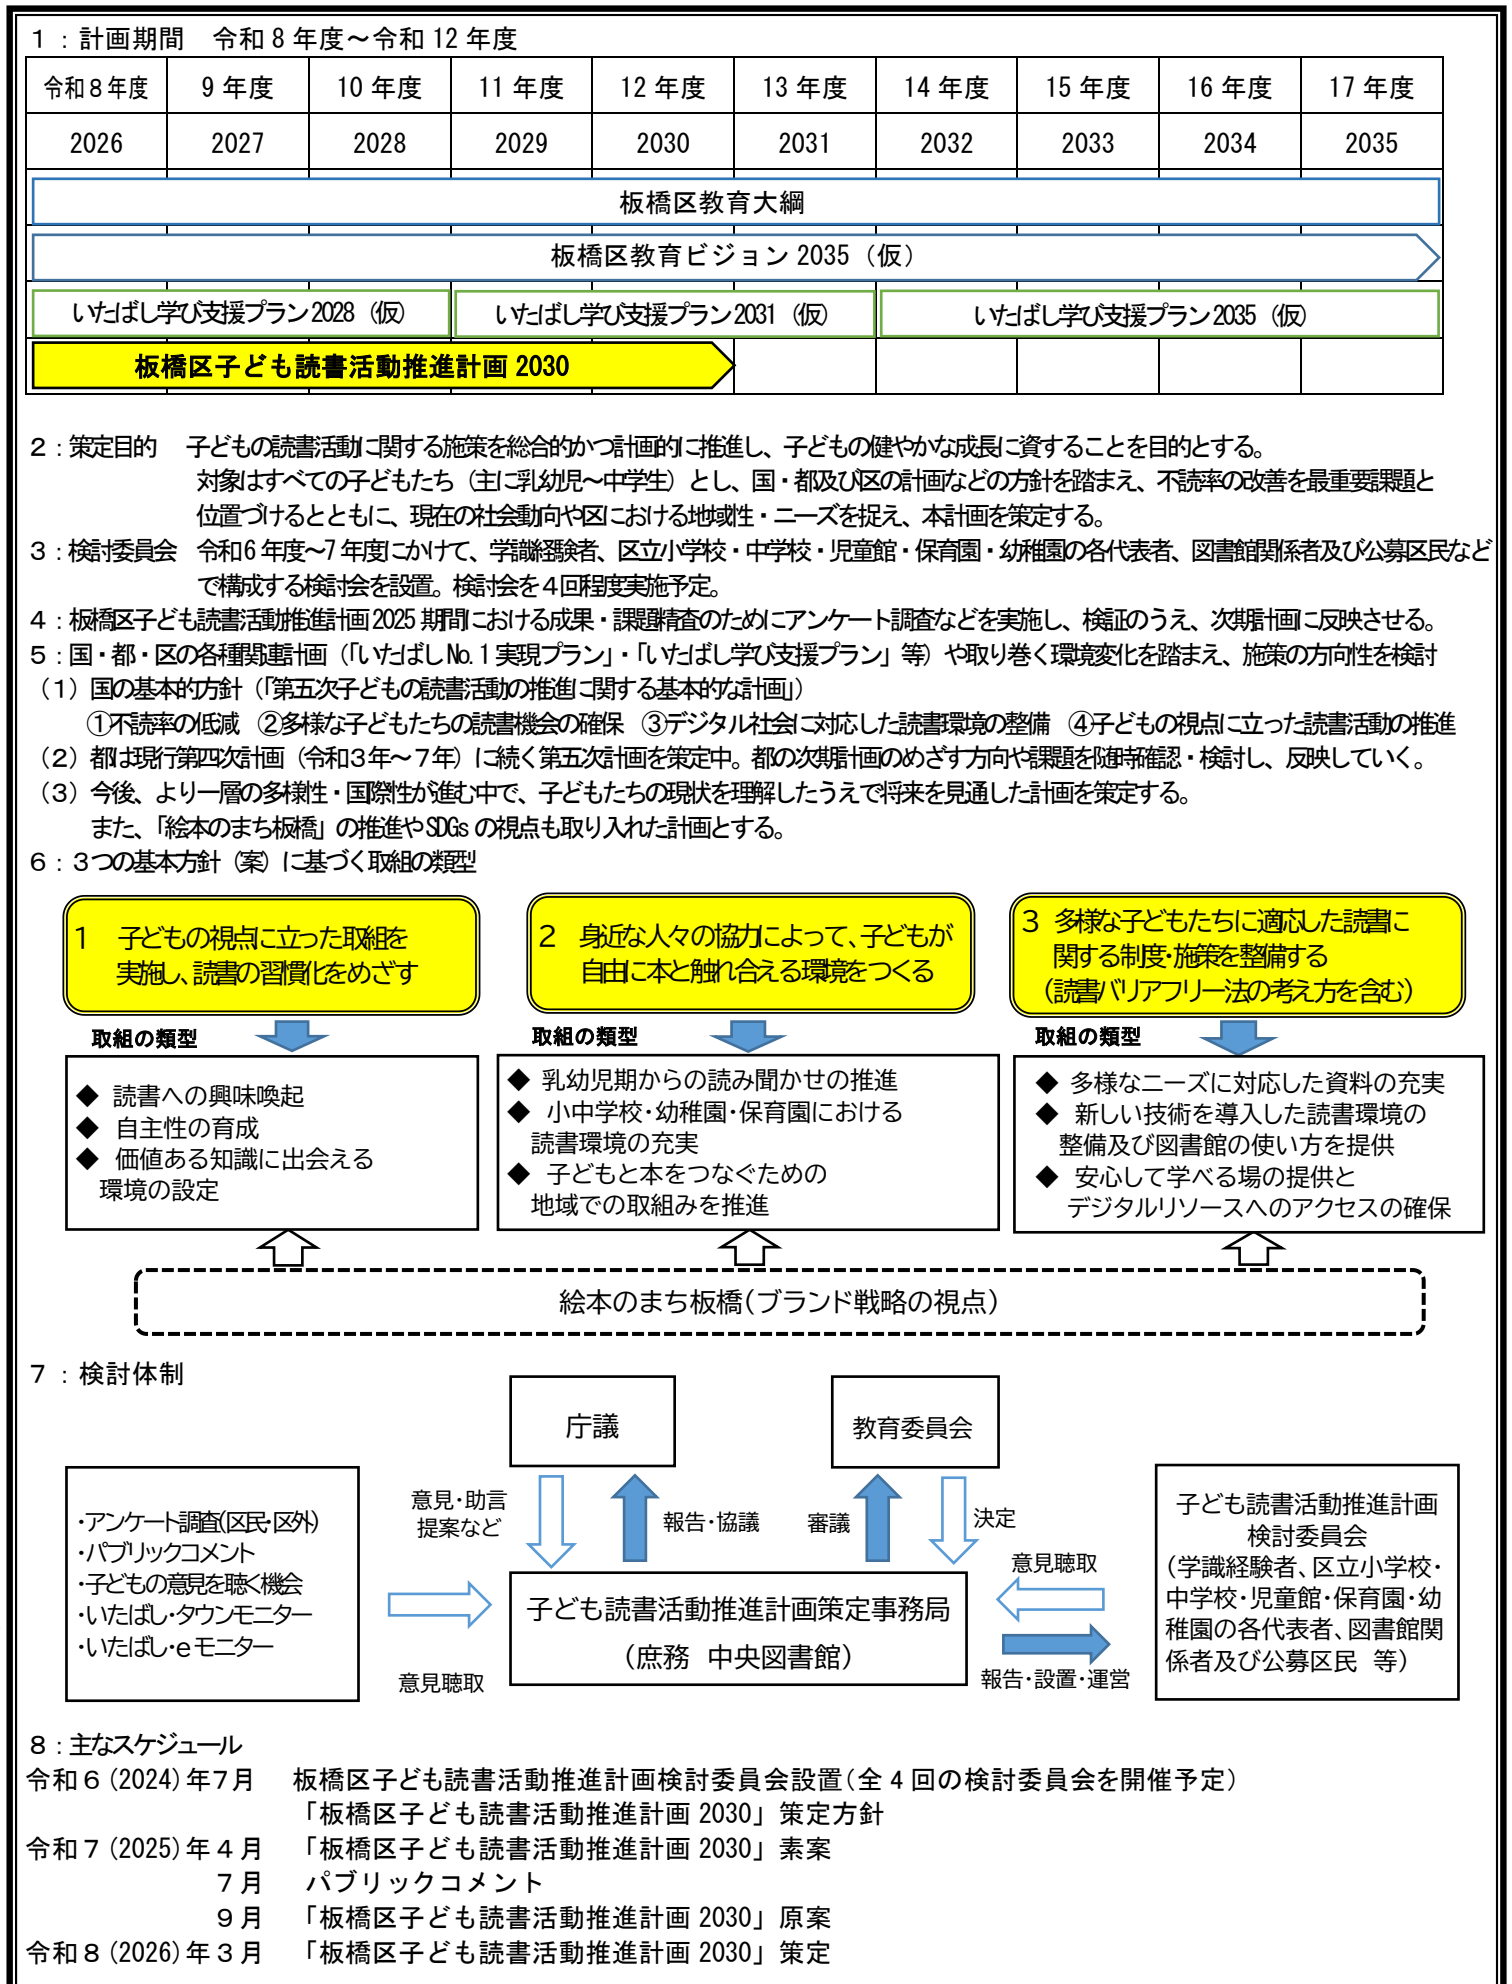 1：計画期間　令和8年度～令和12年度
令和8年度 9年度 10年度 11年度 12年度 13年度 14年度 15年度 16年度 17年度
2026 2027 2028 2029 2030 2031 2032 2033 2034 2035
板橋区教育大綱
板橋区教育ビジョン2035（仮）
いたばし学び支援プラン2028（仮） いたばし学び支援プラン2031（仮） いたばし学び支援プラン2035（仮）
板橋区子ども読書活動推進計画2030
2：策定目的　子どもの読書活動に関する施策を総合的かつ計画的に推進し、子どもの健やかな成長に資することを目的とする。
対象はすべての子どもたち（主に乳幼児～中学生）とし、国・都及び区の計画などの方針を踏まえ、不読率の改善を最重要課題と
位置づけるとともに、現在の社会動向や区における地域性・ニーズを捉え、本計画を策定する。
3：検討委員会　令和6年度～7年度にかけて、学識経験者、区立小学校・中学校・児童館・保育園・幼稚園の各代表者、図書館関係者及び公募区民など
で構成する検討会を設置。検討会を4回程度実施予定。
4：板橋区子ども読書活動推進計画2025期間における成果・課題精査のためにアンケート調査などを実施し、検証のうえ、次期計画に反映させる。
5：国・都・区の各種関連計画（「いたばしNo.1実現プラン」・「いたばし学び支援プラン」等）や取り巻く環境変化を踏まえ、施策の方向性を検討
（1）国の基本的方針（「第五次子どもの読書活動の推進に関する基本的な計画」）
①不読率の低減　②多様な子どもたちの読書機会の確保　③デジタル社会に対応した読書環境の整備　④子どもの視点に立った読書活動の推進
（2）都は現行第四次計画（令和3年～7年）に続く第五次計画を策定中。都の次期計画のめざす方向や課題を随時確認・検討し、反映していく。
（3）今後、より一層の多様性・国際性が進む中で、子どもたちの現状を理解したうえで将来を見通した計画を策定する。
また、「絵本のまち板橋」の推進やSDGsの視点も取り入れた計画とする。
6：3つの基本方針（案）に基づく取組の類型
1　子どもの視点に立った取組を
実施し、読書の習慣化をめざす
2　身近な人々の協力によって、子どもが
自由に本と触れ合える環境をつくる
3　多様な子どもたちに適応した読書に
関する制度・施策を整備する
（読書バリアフリー法の考え方を含む）
取組の類型 取組の類型 取組の類型
◆ 読書への興味喚起
◆ 自主性の育成
◆ 価値ある知識に出会える
環境の設定
◆ 乳幼児期からの読み聞かせの推進
◆ 小中学校・幼稚園・保育園における
読書環境の充実
◆ 子どもと本をつなぐための
地域での取組みを推進
◆ 多様なニーズに対応した資料の充実
◆ 新しい技術を導入した読書環境の
整備及び図書館の使い方を提供
◆ 安心して学べる場の提供と
デジタルリソースへのアクセスの確保
絵本のまち板橋（ブランド戦略の視点）
7：検討体制
庁議 教育委員会
意見・助言
提案など
報告・協議
審議
決定
・アンケート調査(区民・区外)
・パブリックコメント
・子どもの意見を聴く機会
・いたばし・タウンモニター
・いたばし・eモニター
意見聴取
子ども読書活動推進計画策定事務局
（庶務　中央図書館）
意見聴取
報告・設置・運営
子ども読書活動推進計画
検討委員会
（学識経験者、区立小学校・
中学校・児童館・保育園・幼
稚園の各代表者、図書館関
係者及び公募区民　等）
8：主なスケジュール
令和6(2024)年7月　板橋区子ども読書活動推進計画検討委員会設置（全4回の検討委員会を開催予定）
「板橋区子ども読書活動推進計画2030」策定方針
令和7(2025)年4月　「板橋区子ども読書活動推進計画2030」素案
7月　パブリックコメント
9月　「板橋区子ども読書活動推進計画2030」原案
令和8(2026)年3月　「板橋区子ども読書活動推進計画2030」策定